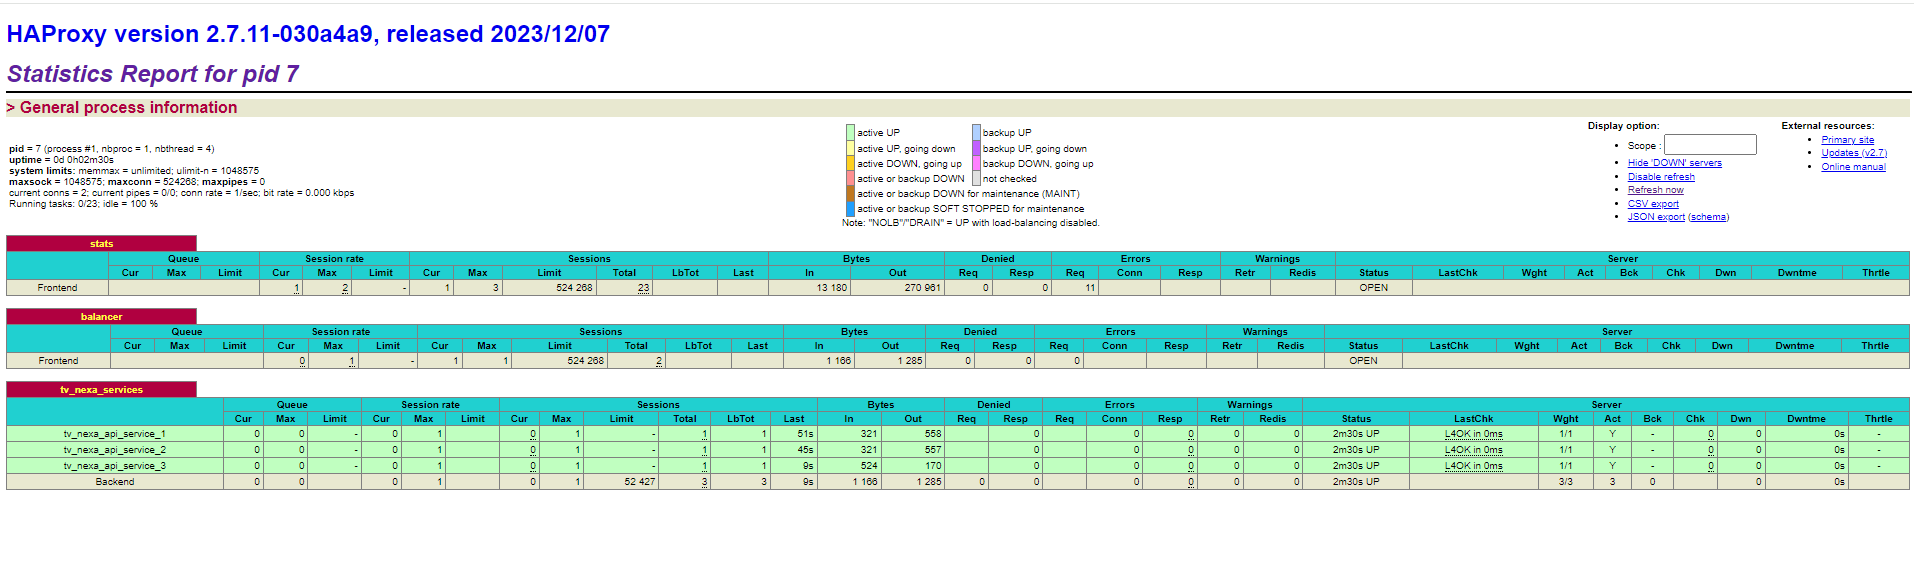 HAProxy version 2.7.11-030a4a9, released 2023/12/07
Statistics Report for pid 7
> General process information
pid = 7 (process #1, nbproc = 1, nbthread = 4)
uptime = 0d 0h02m30s
system limits: memmax = unlimited; ulimit-n = 1048575
maxsock = 1048575; maxconn = 524268; maxpipes = 0
current conns = 2; current pipes = 0/0; conn rate = 1/sec; bit rate = 0.000 kbps
Running tasks: 0/23; idle = 100 %
active UP backup UP
active UP, going down backup UP, going down
active DOWN, going up backup DOWN, going up
active or backup DOWN not checked
active or backup DOWN for maintenance (MAINT)
active or backup SOFT STOPPED for maintenance
Note: "NOLB"/"DRAIN" = UP with load-balancing disabled.
Display option:
• Scope :
• Hide 'DOWN' servers
• Disable refresh
• Refresh now
• CSV export
• JSON export (schema)
External resources:
• Primary site
• Updates (v2.7)
• Online manual
stats
Queue Session rate Sessions Bytes Denied Errors Warnings Server
Cur Max Limit Cur Max Limit Cur Max Limit Total LbTot Last In Out Req Resp Req Conn Resp Retr Redis Status LastChk Wght Act Bck Chk Dwn Dwntme Thrtle
Frontend 1 2 - 1 3 524 268 23 13 180 270 961 0 0 11 OPEN
balancer
Queue Session rate Sessions Bytes Denied Errors Warnings Server
Cur Max Limit Cur Max Limit Cur Max Limit Total LbTot Last In Out Req Resp Req Conn Resp Retr Redis Status LastChk Wght Act Bck Chk Dwn Dwntme Thrtle
Frontend 0 1 - 1 1 524 268 2 1 166 1 285 0 0 0 OPEN
tv_nexa_services
Queue Session rate Sessions Bytes Denied Errors Warnings Server
Cur Max Limit Cur Max Limit Cur Max Limit Total LbTot Last In Out Req Resp Req Conn Resp Retr Redis Status LastChk Wght Act Bck Chk Dwn Dwntme Thrtle
tv_nexa_api_service_1 0 0 - 0 1 0 1 - 1 1 51s 321 558 0 0 0 0 0 2m30s UP L4OK in 0ms 1/1 Y - 0 0 0s -
tv_nexa_api_service_2 0 0 - 0 1 0 1 - 1 1 45s 321 557 0 0 0 0 0 2m30s UP L4OK in 0ms 1/1 Y - 0 0 0s -
tv_nexa_api_service_3 0 0 - 0 1 0 1 - 1 1 9s 524 170 0 0 0 0 0 2m30s UP L4OK in 0ms 1/1 Y - 0 0 0s -
Backend 0 0 0 1 0 1 52 427 3 3 9s 1 166 1 285 0 0 0 0 0 0 2m30s UP 3/3 3 0 0 0s